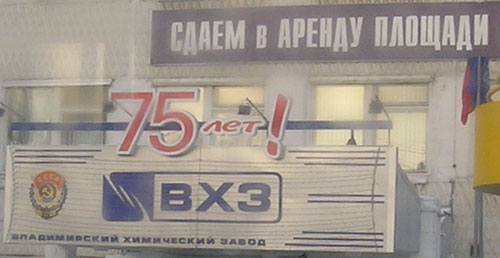 СДАЕМ В АРЕНДУ ПЛОЩАДИ
75 лет!
ВХЗ
ВЛАДИМИРСКИЙ ХИМИЧЕСКИЙ ЗАВОД